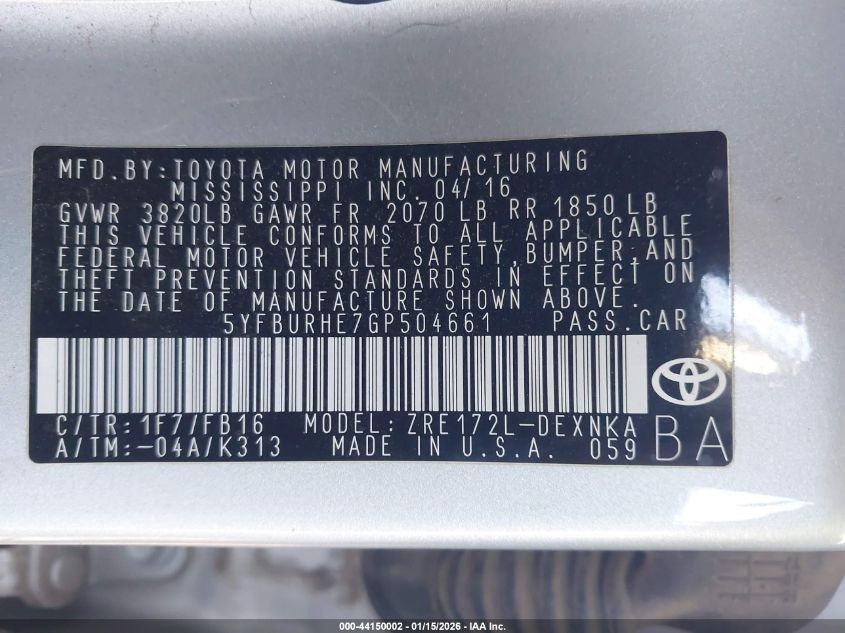 MFD.BY:TOYOTA MOTOR MANUFACTURING
MISSISSIPPI INC. 04/16
GVWR 3820LB GAWR FR 2070 LB RR 1850 LB
THIS VEHICLE CONFORMS TO ALL APPLICABLE
FEDERAL MOTOR VEHICLE SAFETY,BUMPER,AND
THEFT PREVENTION STANDARDS IN EFFECT ON
THE DATE OF MANUFACTURE SHOWN ABOVE.
5YFBURHE7GP504661 PASS.CAR
C/TR:1F7/FB16 MODEL:ZRE172L-DEXNKA
A/TM:-04A/K313 MADE IN U.S.A. 059
BA
000-44150002 - 01/15/2026 - IAA Inc.